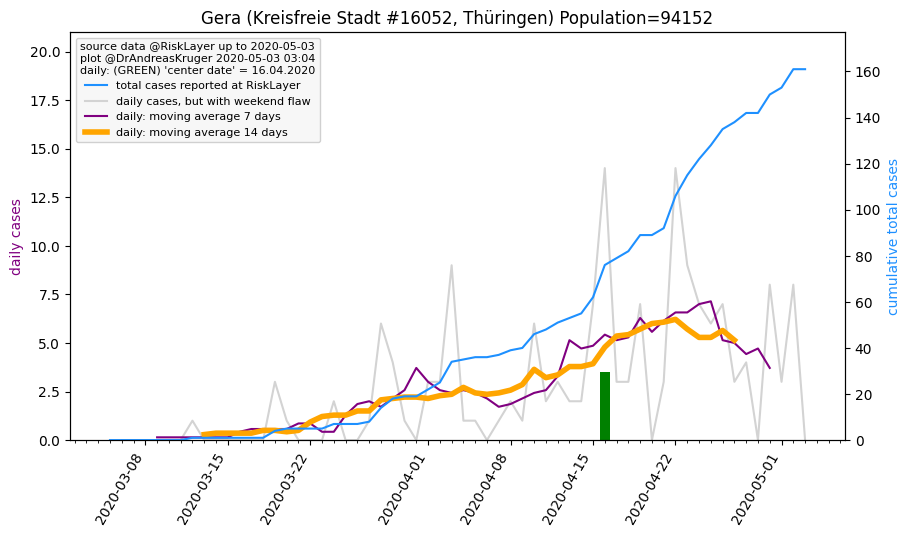 Gera (Kreisfreie Stadt #16052, Thüringen) Population=94152
source data @RiskLayer up to 2020-05-03
plot @DrAndreasKruger 2020-05-03 03:04
daily: (GREEN) 'center date' = 16.04.2020
total cases reported at RiskLayer
daily cases, but with weekend flaw
daily: moving average 7 days
daily: moving average 14 days
daily cases
20.0
17.5
15.0
12.5
10.0
7.5
5.0
2.5
0.0
cumulative total cases
160
140
120
100
80
60
40
20
0
2020-03-08
2020-03-15
2020-03-22
2020-04-01
2020-04-08
2020-04-15
2020-04-22
2020-05-01